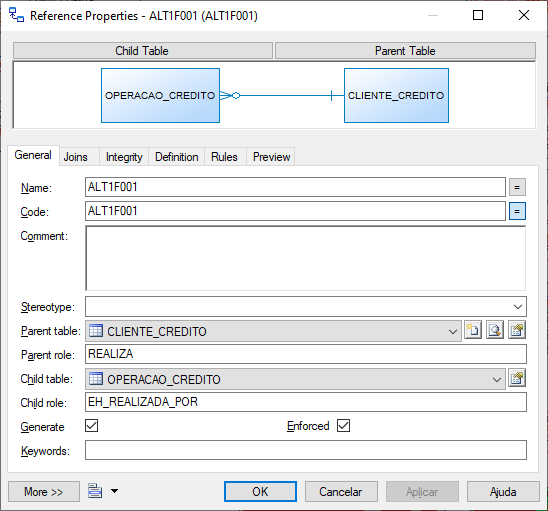 Reference Properties - ALT1F001 (ALT1F001)
Child Table Parent Table
OPERACAO_CREDITO CLIENTE_CREDITO
General Joins Integrity Definition Rules Preview
Name: ALT1F001 =
Code: ALT1F001 =
Comment:
Stereotype:
Parent table: CLIENTE_CREDITO
Parent role: REALIZA
Child table: OPERACAO_CREDITO
Child role: EH_REALIZADA_POR
Generate Enforced
Keywords:
More >> OK Cancelar Aplicar Ajuda